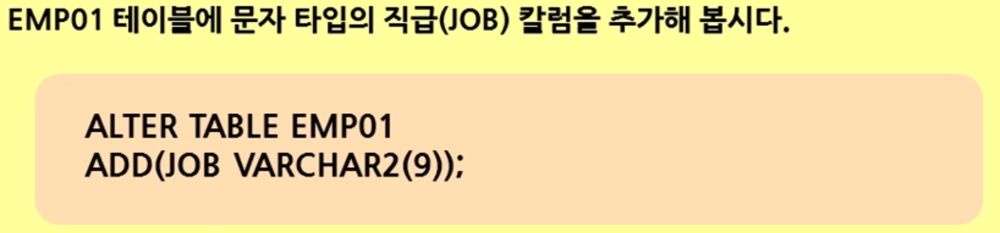 EMP01 테이블에 문자 타입의 직급(JOB) 칼럼을 추가해 봅시다.
ALTER TABLE EMP01
ADD(JOB VARCHAR2(9));